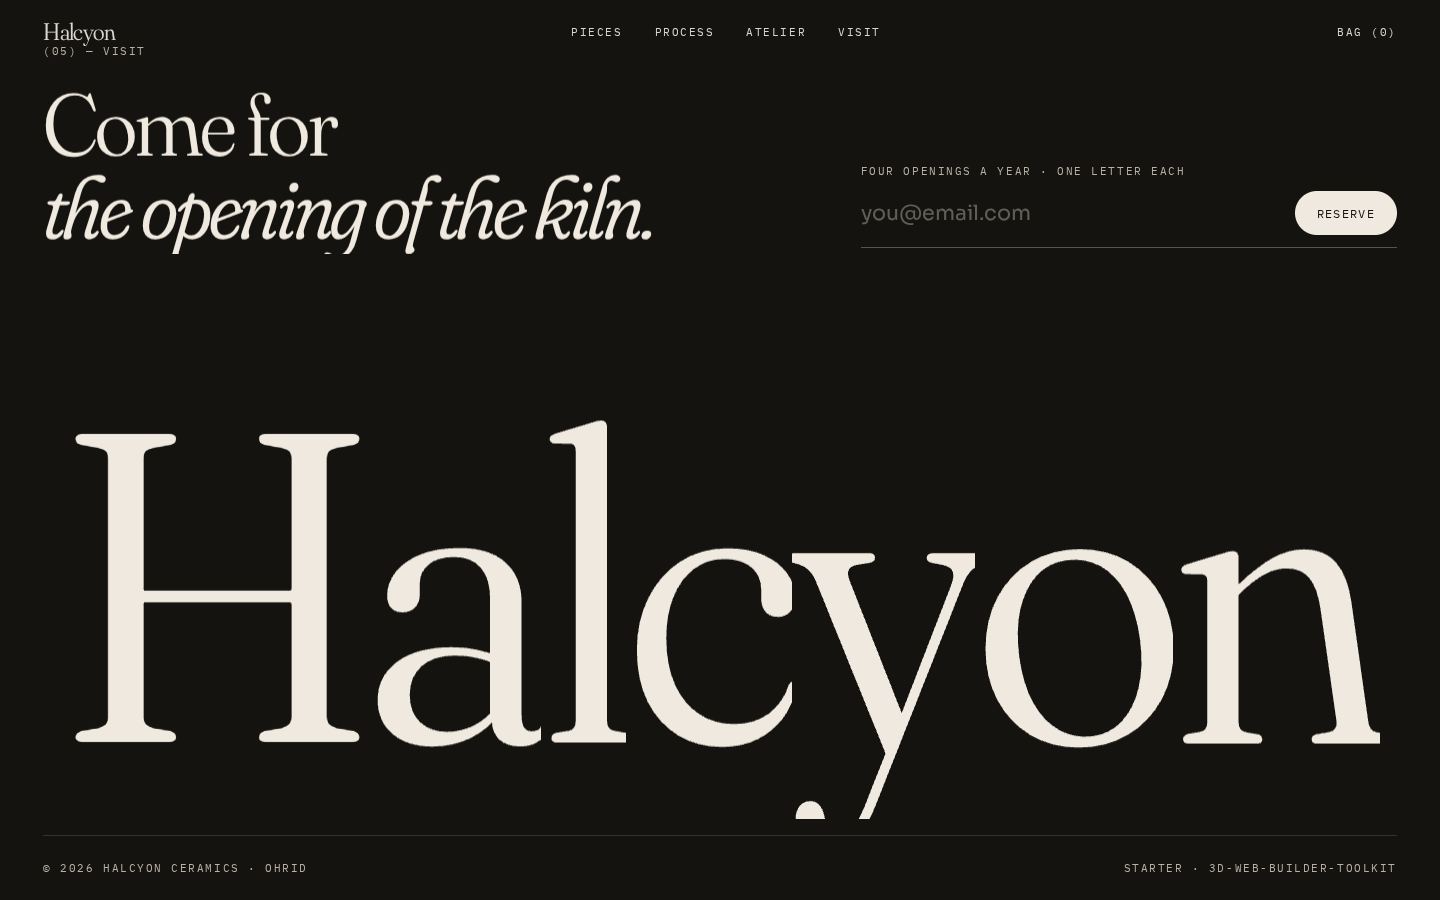 Halcyon
PIECES PROCESS ATELIER VISIT
BAG (0)
(05) — VISIT
Come for
the opening of the kiln.
FOUR OPENINGS A YEAR · ONE LETTER EACH
you@email.com
RESERVE
Halcyon
© 2026 HALCYON CERAMICS · OHRID
STARTER · 3D-WEB-BUILDER-TOOLKIT